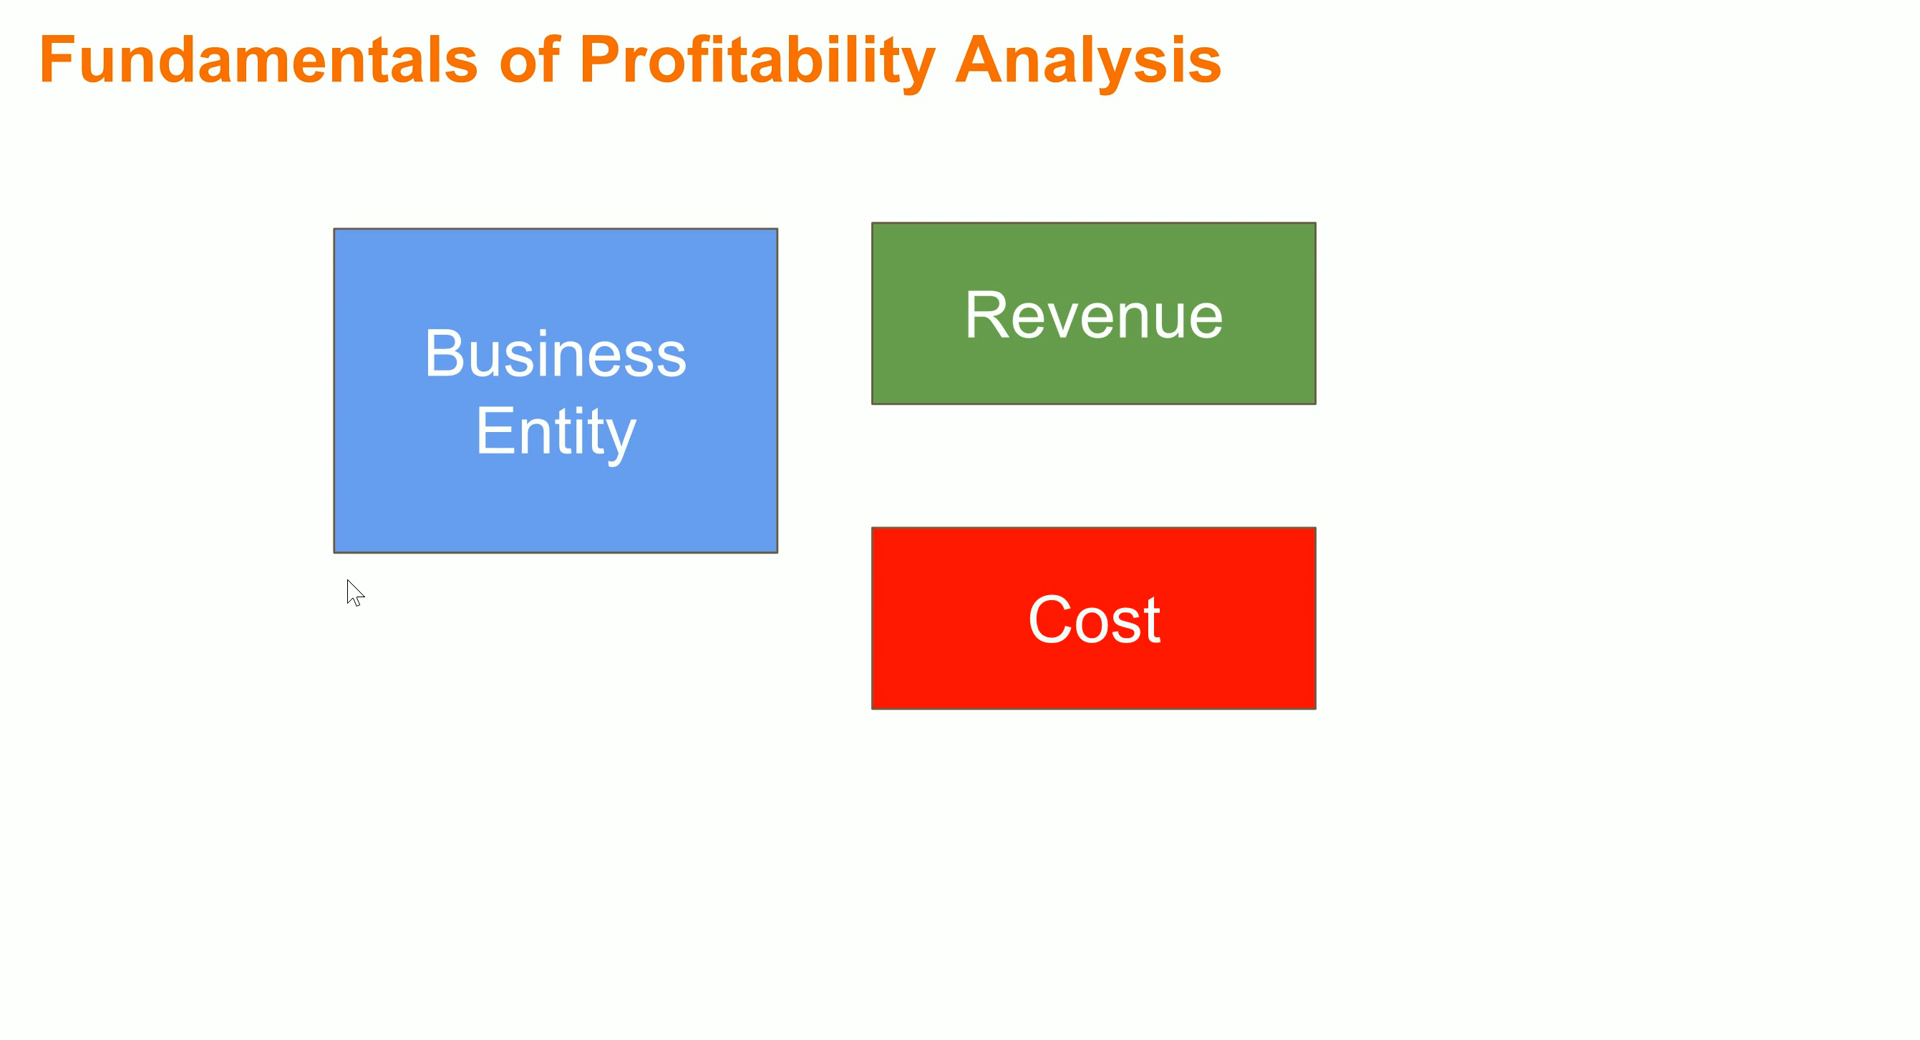 Fundamentals of Profitability Analysis
Business
Entity
Revenue
Cost